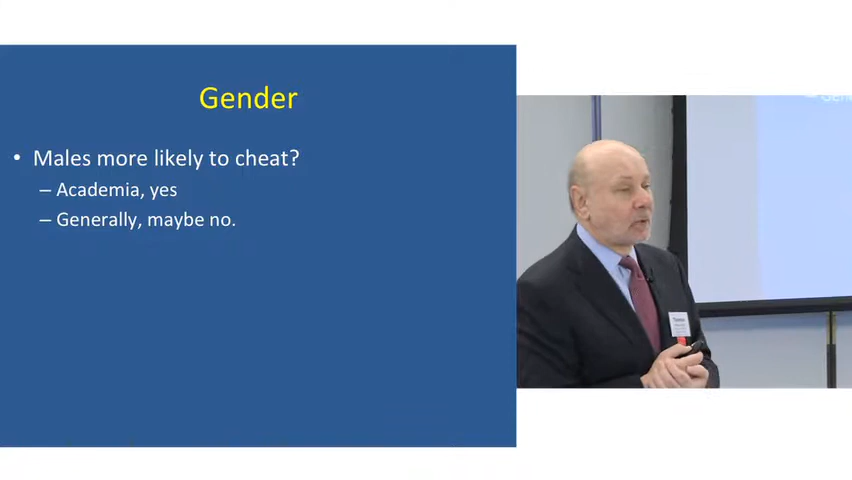 Gender
• Males more likely to cheat?
– Academia, yes
– Generally, maybe no.